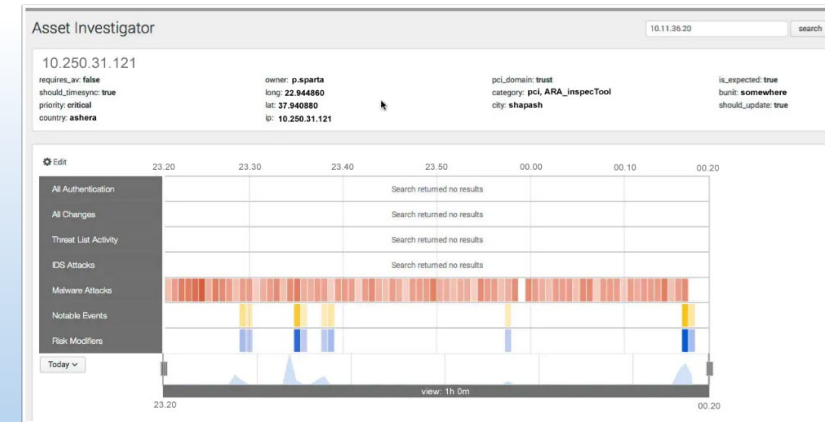 Asset Investigator
10.11.36.20
search
10.250.31.121
requires_av: false
owner: p.sparta
pci_domain: trust
is_expected: true
should_timesync: true
long: 22.944860
category: pci, ARA_inspecTool
bunit: somewhere
priority: critical
lat: 37.940880
city: shapash
should_update: true
country: ashera
ip: 10.250.31.121
Edit
23.20 23.30 23.40 23.50 00.00 00.10 00.20
All Authentication
Search returned no results
All Changes
Search returned no results
Threat List Activity
Search returned no results
IDS Attacks
Search returned no results
Malware Attacks
Notable Events
Risk Modifiers
Today
view: 1h 0m
23.20 00.20